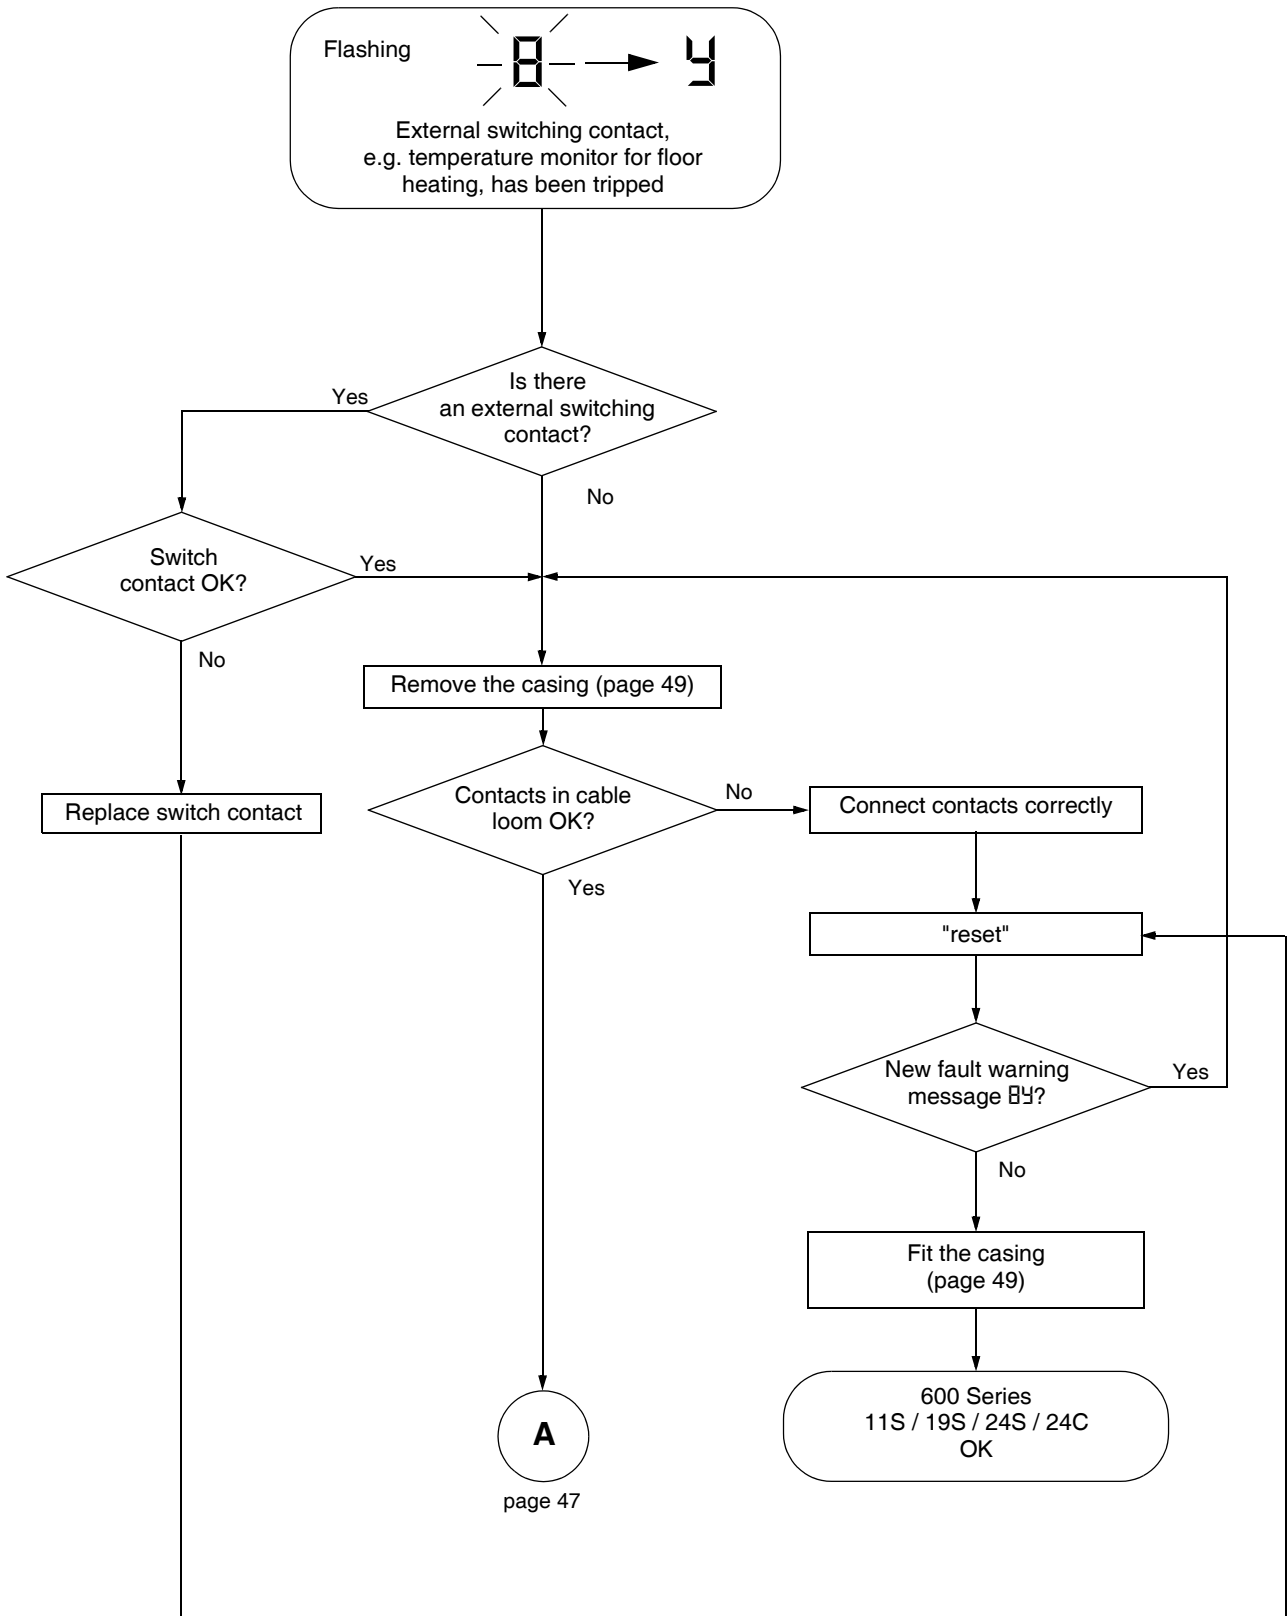 Flashing
8 y
External switching contact,
e.g. temperature monitor for floor
heating, has been tripped
Is there
an external switching
contact?
Yes
No
Switch
contact OK?
Yes
No
Remove the casing (page 49)
Replace switch contact
Contacts in cable
loom OK?
No
Yes
Connect contacts correctly
"reset"
New fault warning
message 8y?
Yes
No
Fit the casing
(page 49)
600 Series
11S / 19S / 24S / 24C
OK
A
page 47